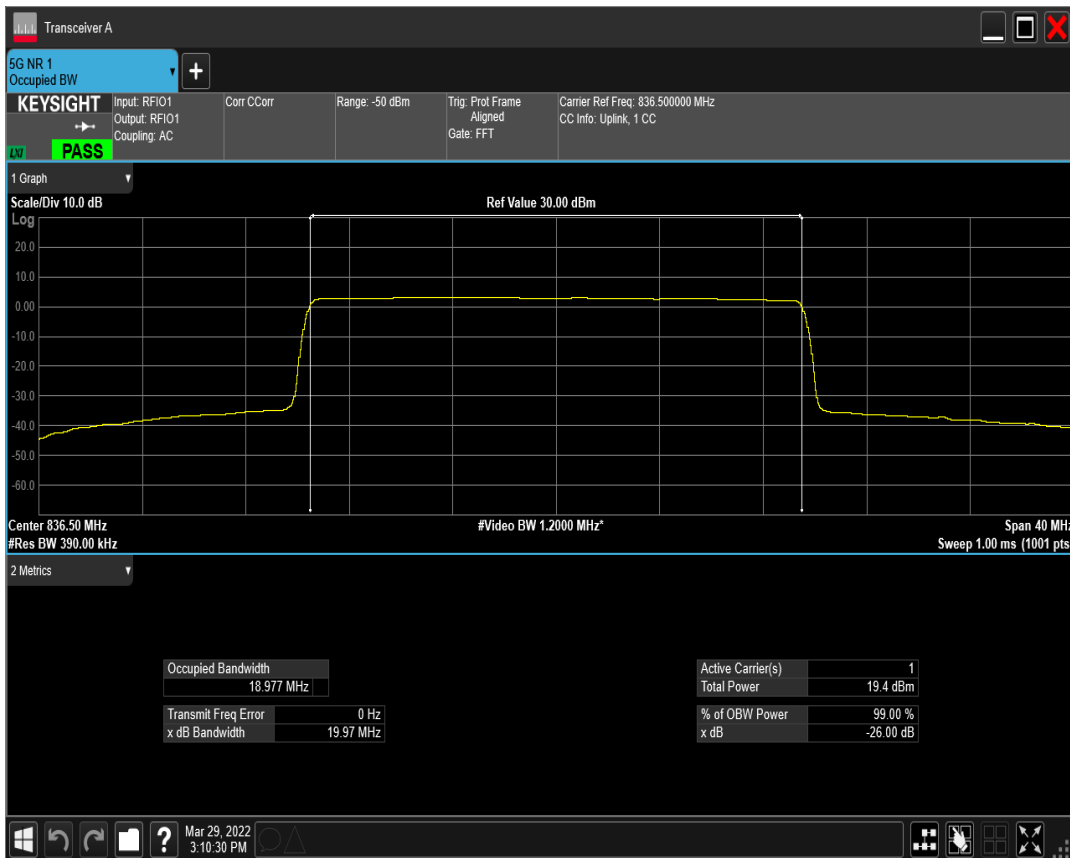 Transceiver A
5G NR 1
Occupied BW
+
KEYSIGHT
LXI
PASS
Input: RFIO1
Output: RFIO1
Coupling: AC
Corr CCorr
Range: -50 dBm
Trig: Prot Frame
Aligned
Gate: FFT
Carrier Ref Freq: 836.500000 MHz
CC Info: Uplink, 1 CC
1 Graph
Scale/Div 10.0 dB
Ref Value 30.00 dBm
Log
20.0
10.0
0.00
-10.0
-20.0
-30.0
-40.0
-50.0
-60.0
Center 836.50 MHz
#Video BW 1.2000 MHz*
Span 40 MHz
#Res BW 390.00 kHz
Sweep 1.00 ms (1001 pts
2 Metrics
Occupied Bandwidth
18.977 MHz
Transmit Freq Error 0 Hz
x dB Bandwidth 19.97 MHz
Active Carrier(s) 1
Total Power 19.4 dBm
% of OBW Power 99.00 %
x dB -26.00 dB
?
Mar 29, 2022
3:10:30 PM